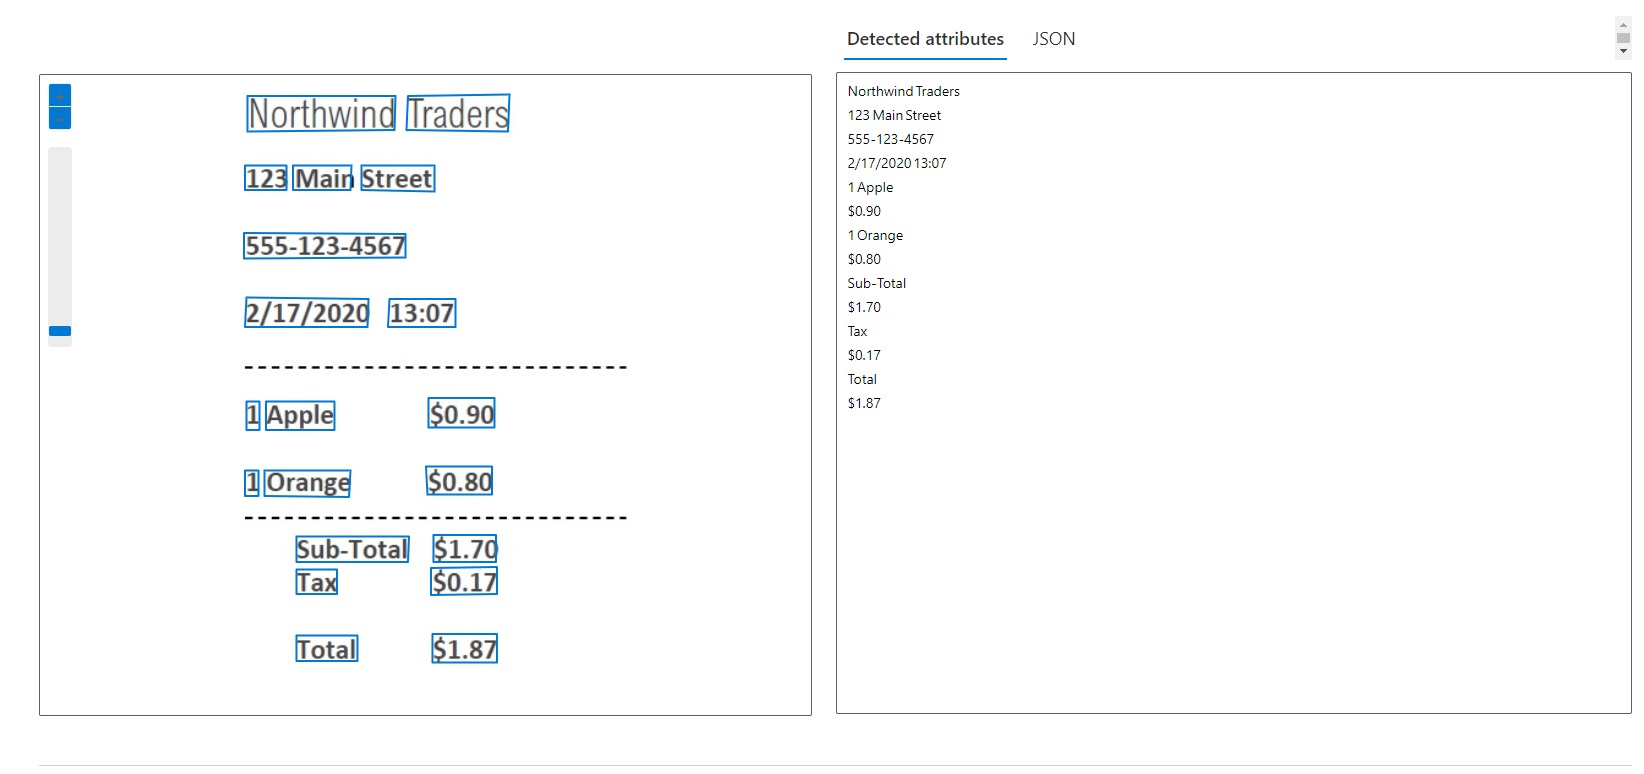 Detected attributes JSON
Northwind Traders
123 Main Street
555-123-4567
2/17/2020 13:07
-----------------------------
1 Apple $0.90
1 Orange $0.80
-----------------------------
Sub-Total $1.70
Tax $0.17
Total $1.87
Northwind Traders
123 Main Street
555-123-4567
2/17/2020 13:07
1 Apple
$0.90
1 Orange
$0.80
Sub-Total
$1.70
Tax
$0.17
Total
$1.87